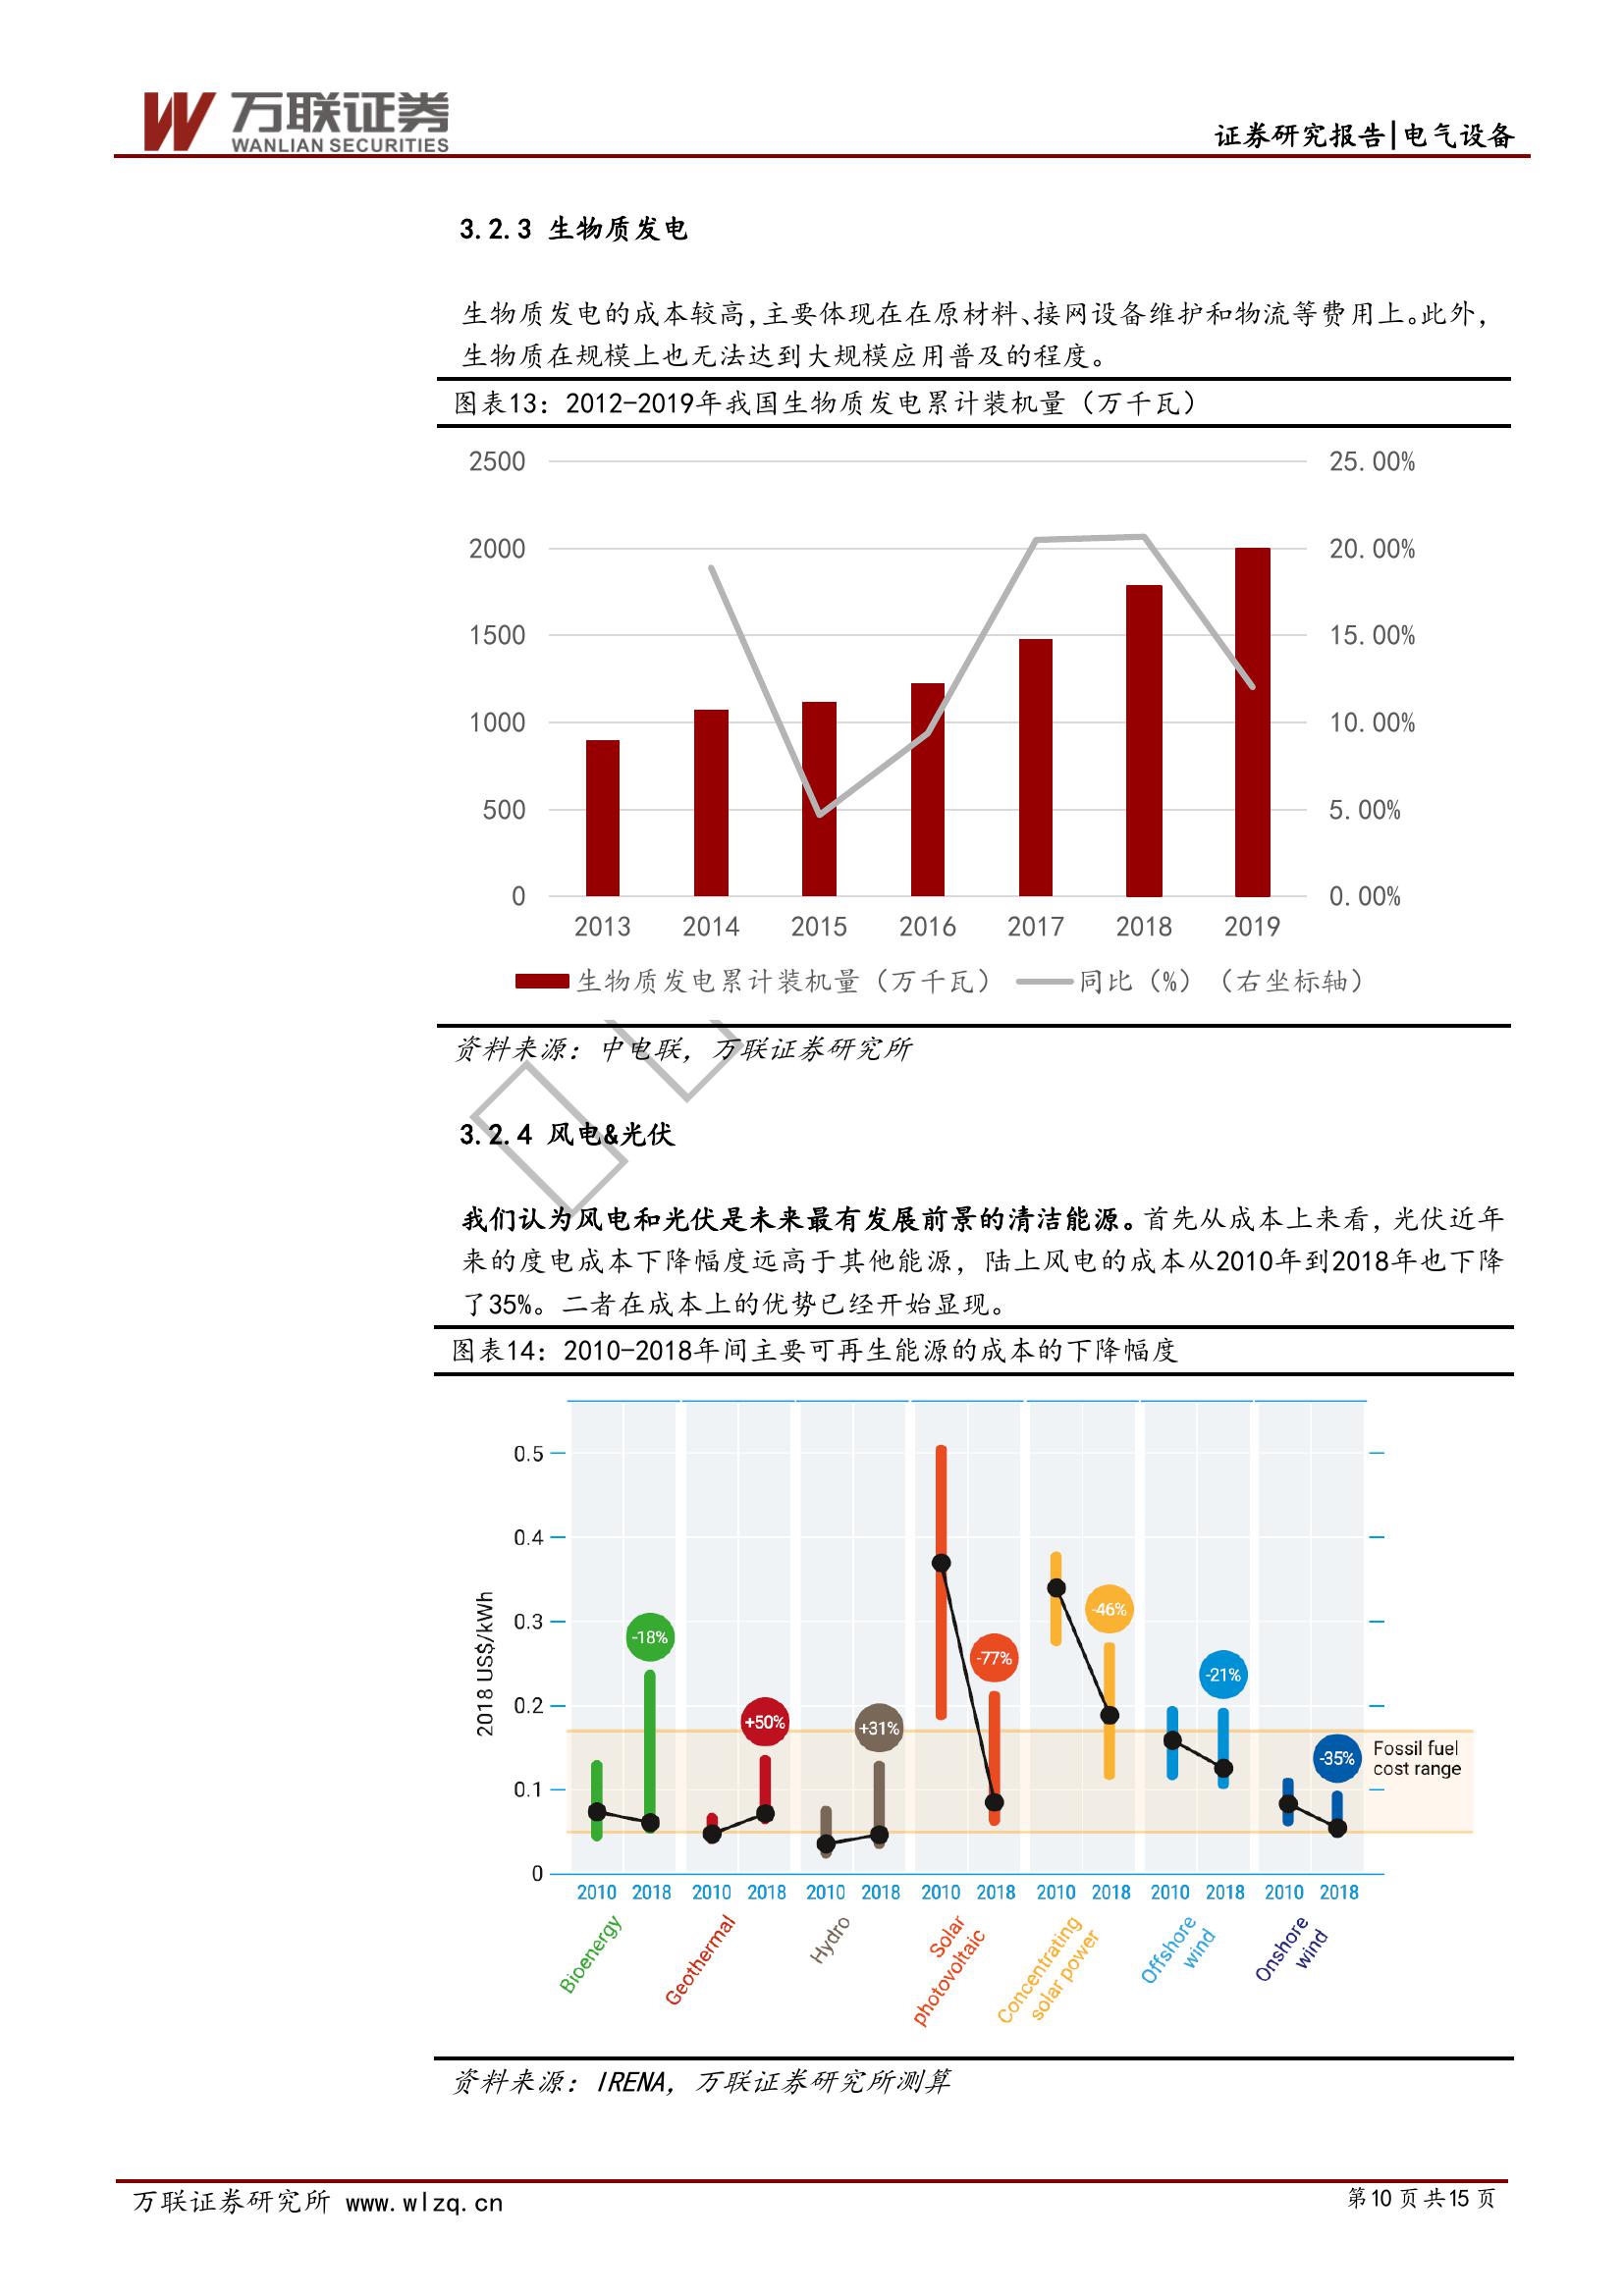 万联证券
WANLIAN SECURITIES
证券研究报告|电气设备
3.2.3 生物质发电
生物质发电的成本较高，主要体现在在原材料、接网设备维护和物流等费用上。此外，
生物质在规模上也无法达到大规模应用普及的程度。
图表13：2012-2019年我国生物质发电累计装机量（万千瓦）
2500 25.00%
2000 20.00%
1500 15.00%
1000 10.00%
500 5.00%
0 0.00%
2013 2014 2015 2016 2017 2018 2019
生物质发电累计装机量（万千瓦） 同比（%）（右坐标轴）
资料来源：中电联，万联证券研究所
3.2.4 风电&光伏
我们认为风电和光伏是未来最有发展前景的清洁能源。首先从成本上来看，光伏近年
来的度电成本下降幅度远高于其他能源，陆上风电的成本从2010年到2018年也下降
了35%。二者在成本上的优势已经开始显现。
图表14：2010-2018年间主要可再生能源的成本的下降幅度
2018 US$/kWh
0.5
0.4
0.3
0.2
0.1
0
-18%
+50%
+31%
-77%
-46%
-21%
-35%
Fossil fuel
cost range
2010 2018 2010 2018 2010 2018 2010 2018 2010 2018 2010 2018 2010 2018
Bioenergy
Geothermal
Hydro
Solar
photovoltaic
Concentrating
solar power
Offshore
wind
Onshore
wind
资料来源：IRENA，万联证券研究所测算
万联证券研究所 www.wlzq.cn
第10页共15页